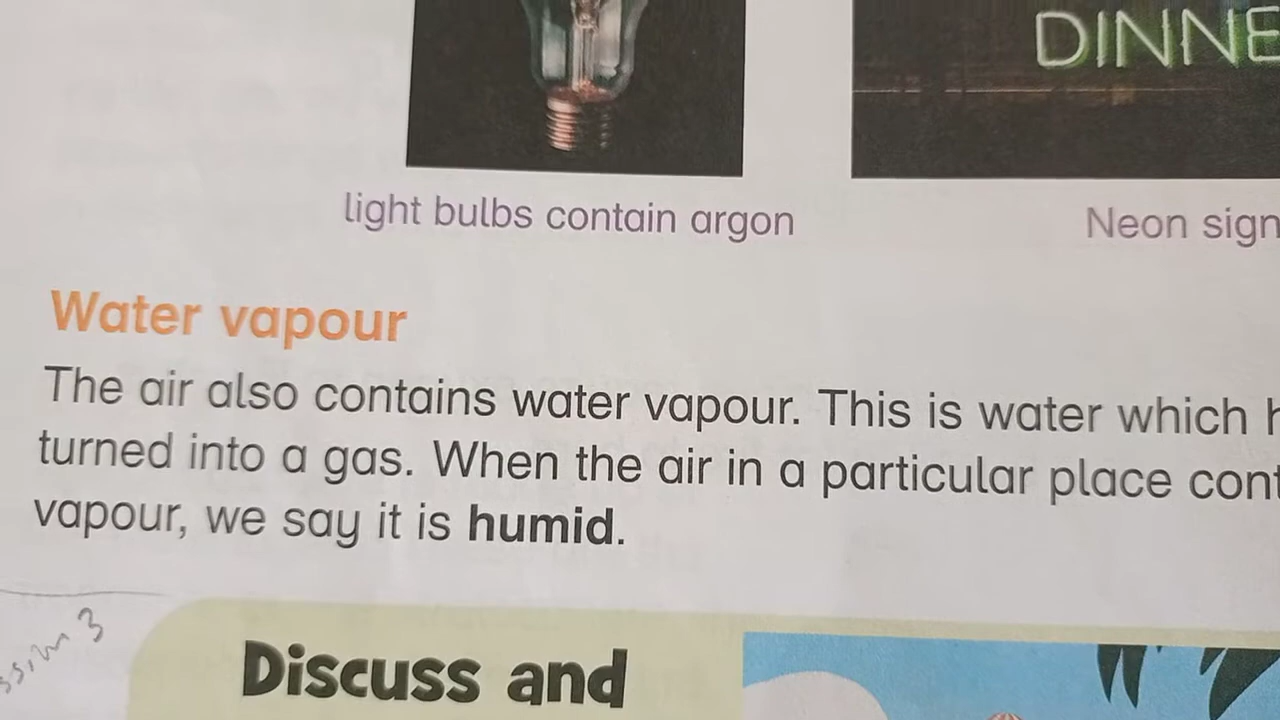 DINNE
light bulbs contain argon
Neon sign
Water vapour
The air also contains water vapour. This is water which h
turned into a gas. When the air in a particular place cont
vapour, we say it is humid.
3
Discuss and